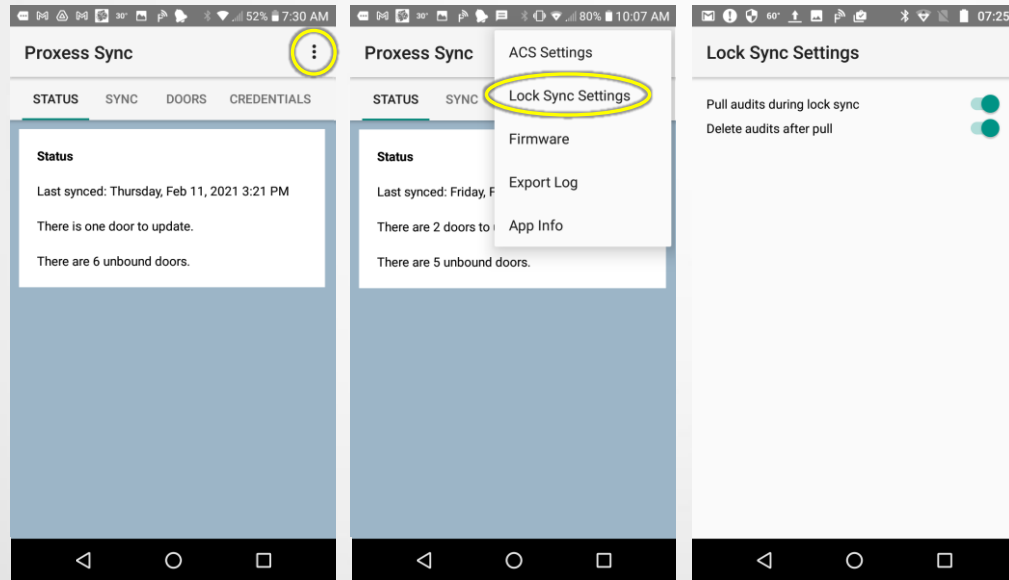 30°
52% 7:30 AM
Proxess Sync
STATUS SYNC DOORS CREDENTIALS
Status
Last synced: Thursday, Feb 11, 2021 3:21 PM
There is one door to update.
There are 6 unbound doors.
30°
80% 10:07 AM
Proxess Sync
ACS Settings
Lock Sync Settings
Firmware
Export Log
App Info
STATUS SYNC
Status
Last synced: Friday, F
There are 2 doors to
There are 5 unbound doors.
60°
07:25
Lock Sync Settings
Pull audits during lock sync
Delete audits after pull